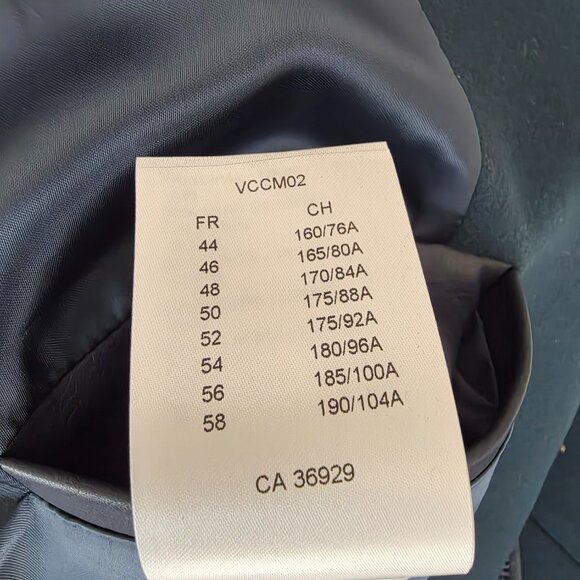 VCCM02
FR CH
44 160/76A
46 165/80A
48 170/84A
50 175/88A
52 175/92A
54 180/96A
56 185/100A
58 190/104A
CA 36929